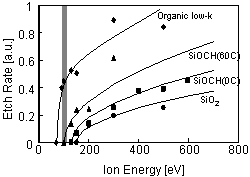 1
Organic low-k
0.8
SiOCH(60C)
0.6
SiOCH(0C)
0.4
SiO2
0.2
0
0 200 400 600 800
Etch Rate [a.u.]
Ion Energy [eV]